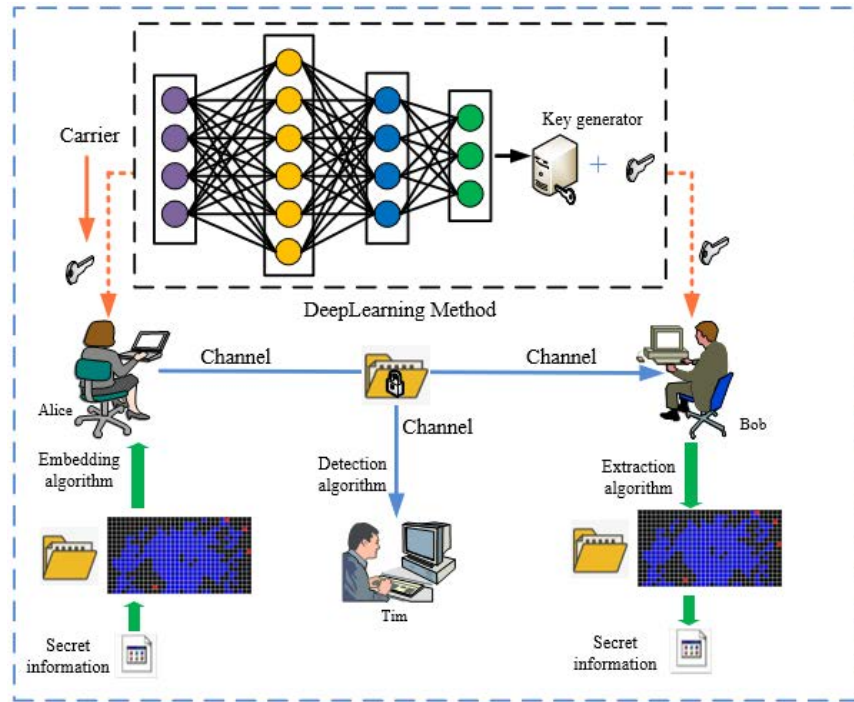 Key generator
Carrier
DeepLearning Method
Channel
Channel
Alice
Bob
Channel
Embedding
algorithm
Detection
algorithm
Extraction
algorithm
Tim
Secret
information
Secret
information